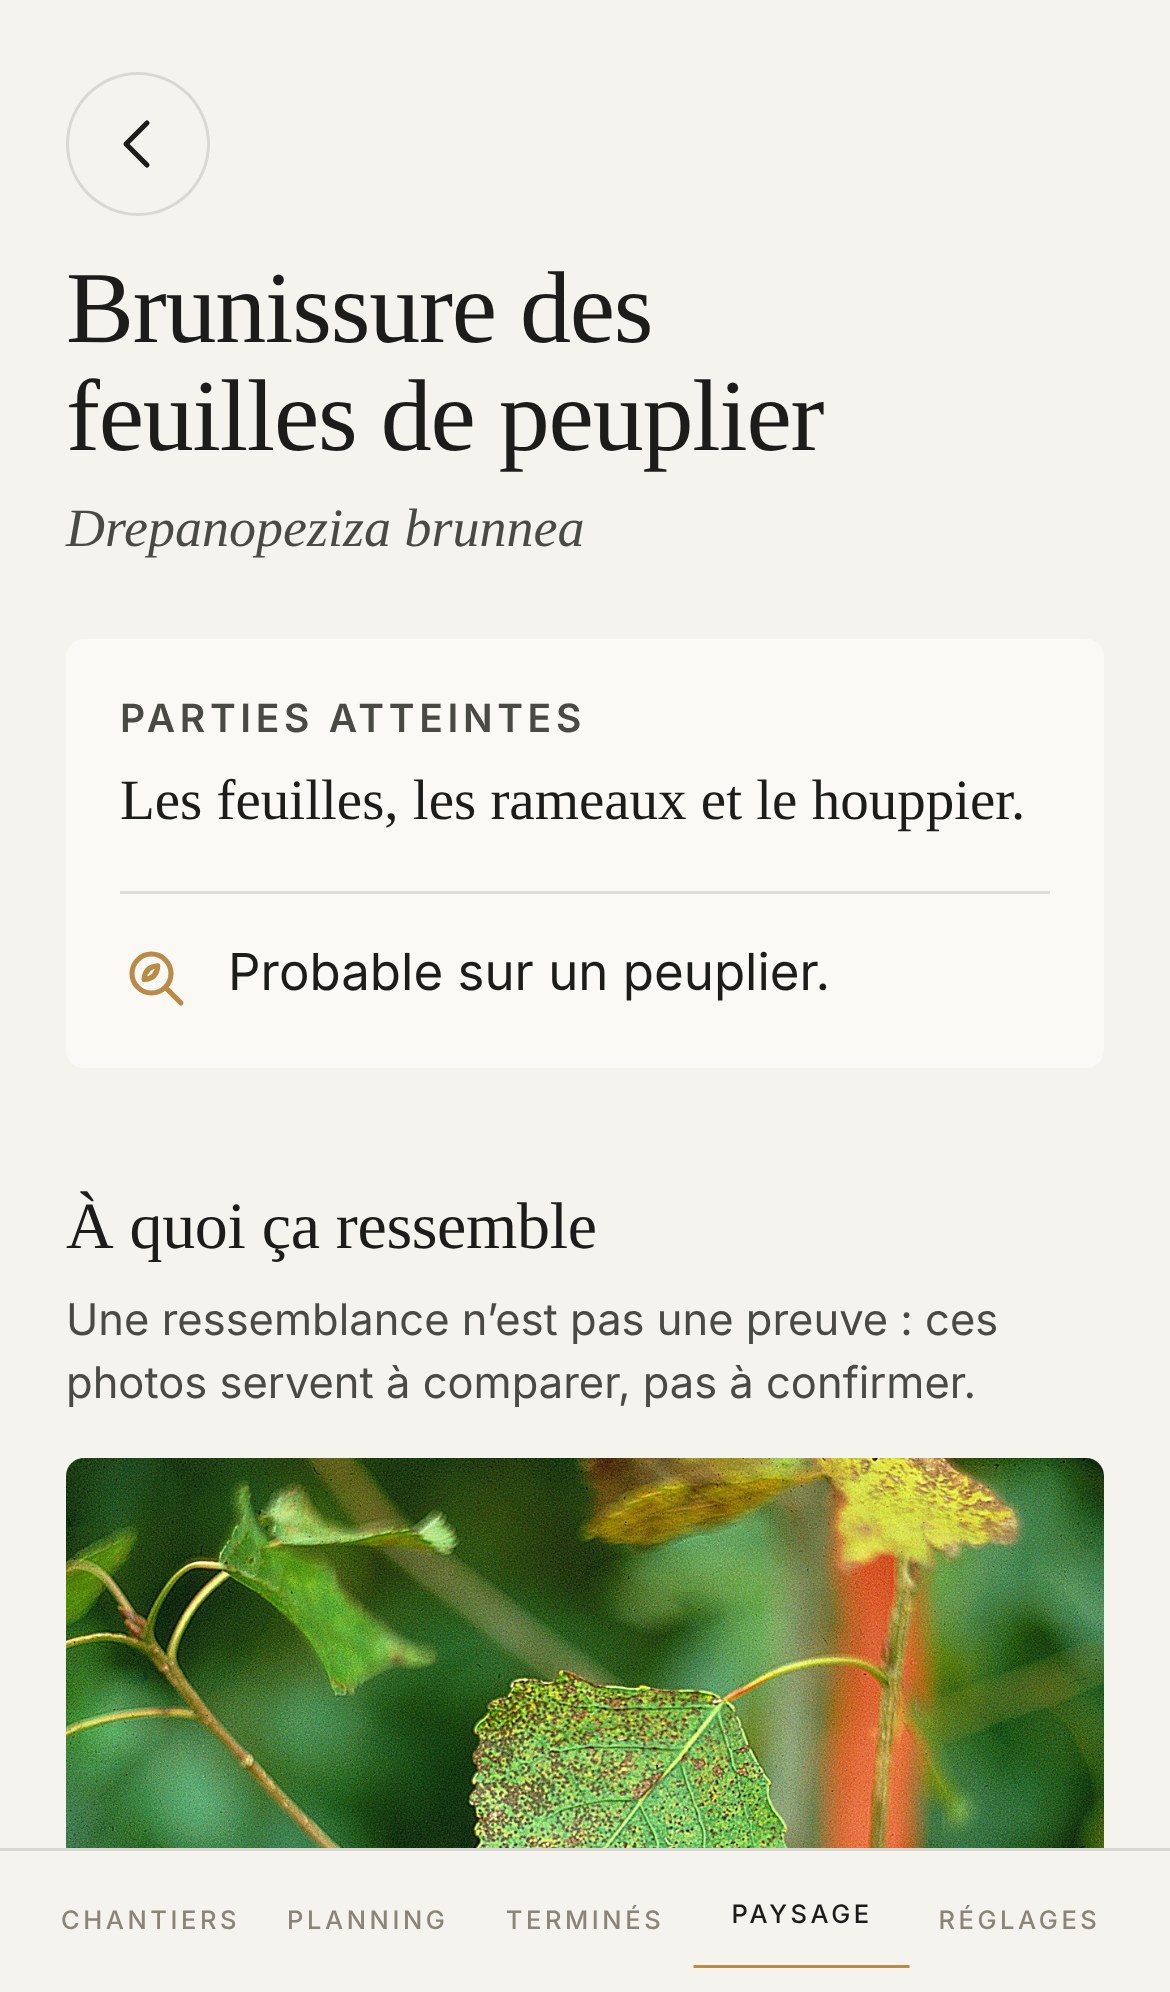 Brunissure des
feuilles de peuplier
Drepanopeziza brunnea
PARTIES ATTEINTES
Les feuilles, les rameaux et le houppier.
Probable sur un peuplier.
À quoi ça ressemble
Une ressemblance n’est pas une preuve : ces
photos servent à comparer, pas à confirmer.
CHANTIERS PLANNING TERMINÉS PAYSAGE RÉGLAGES